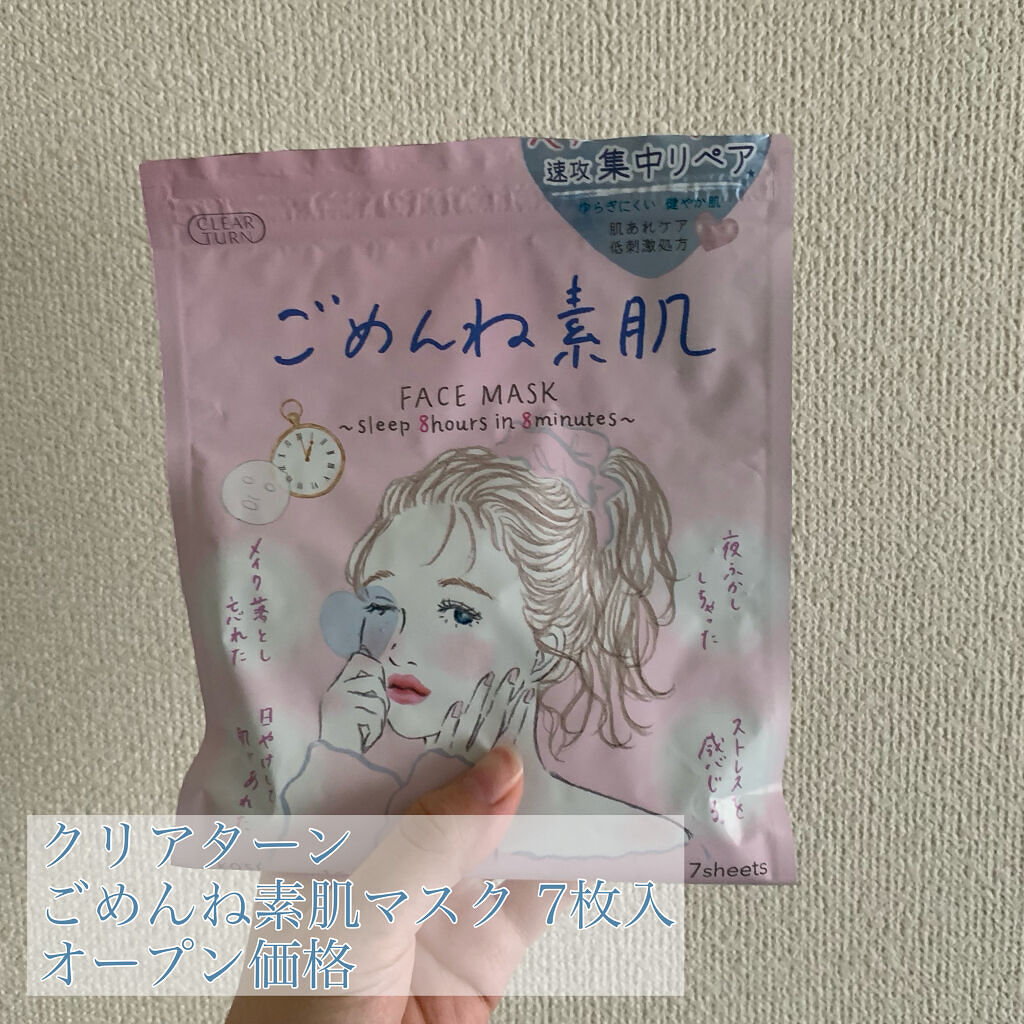 速攻 集中リペア
ゆらぎにくい 健やか肌
肌あれケア
低刺激処方
CLEAR
TURN
ごめんね素肌
FACE MASK
~sleep 8hours in 8minutes~
メイク落とし
忘れた
夜ふかし
しちゃった
日やけして
肌があれた
ストレスを
感じる
7sheets
クリアターン
ごめんね素肌マスク 7枚入
オープン価格